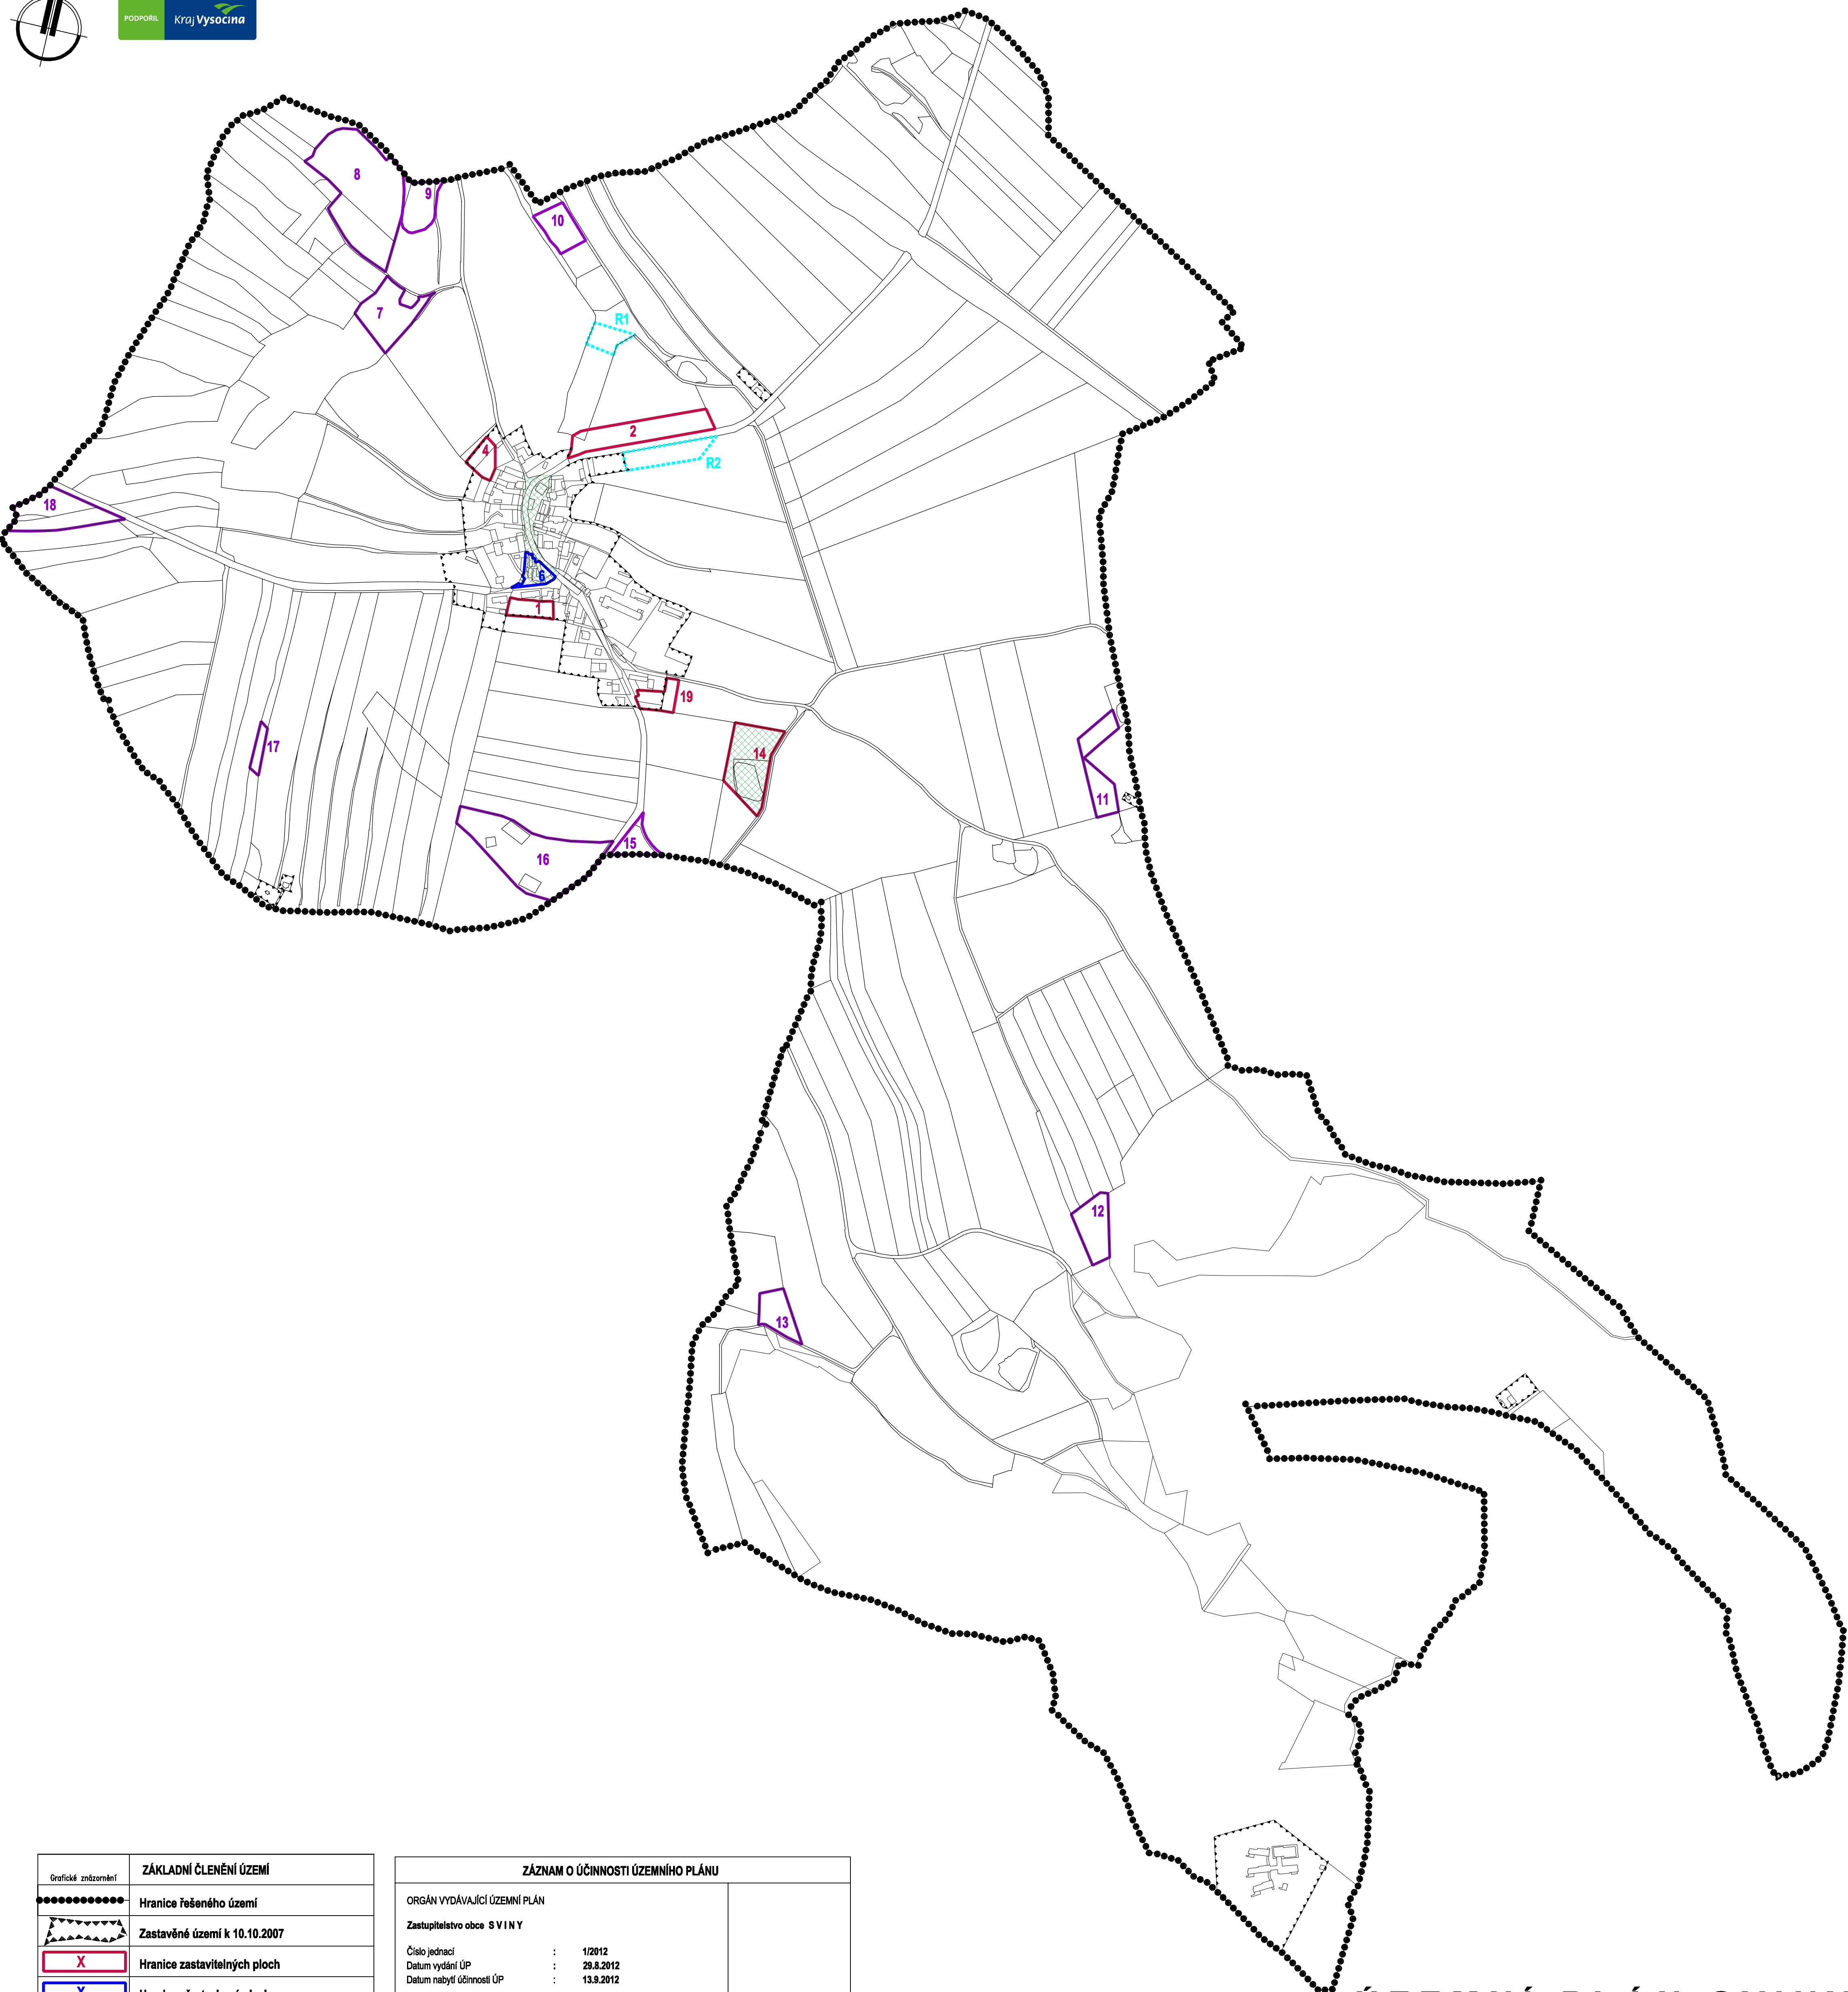 PODPOŘIL Kraj Vysočina
8
9
10
7
R1
2
4
R2
18
6
1
19
17
14
11
15
16
12
13
Grafické znázornění
ZÁKLADNÍ ČLENĚNÍ ÚZEMÍ
Hranice řešeného území
Zastavěné území k 10.10.2007
X Hranice zastavitelných ploch
ZÁZNAM O ÚČINNOSTI ÚZEMNÍHO PLÁNU
ORGÁN VYDÁVAJÍCÍ ÚZEMNÍ PLÁN
Zastupitelstvo obce S V I N Y
Číslo jednací : 1/2012
Datum vydání ÚP : 29.8.2012
Datum nabytí účinnosti ÚP : 13.9.2012